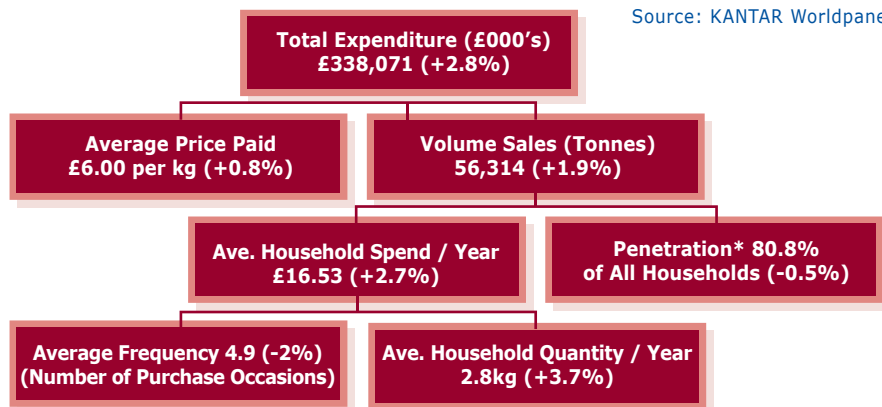 Source: KANTAR Worldpane
Total Expenditure (£000’s)
£338,071 (+2.8%)
Average Price Paid
£6.00 per kg (+0.8%)
Volume Sales (Tonnes)
56,314 (+1.9%)
Ave. Household Spend / Year
£16.53 (+2.7%)
Penetration* 80.8%
of All Households (-0.5%)
Average Frequency 4.9 (-2%)
(Number of Purchase Occasions)
Ave. Household Quantity / Year
2.8kg (+3.7%)